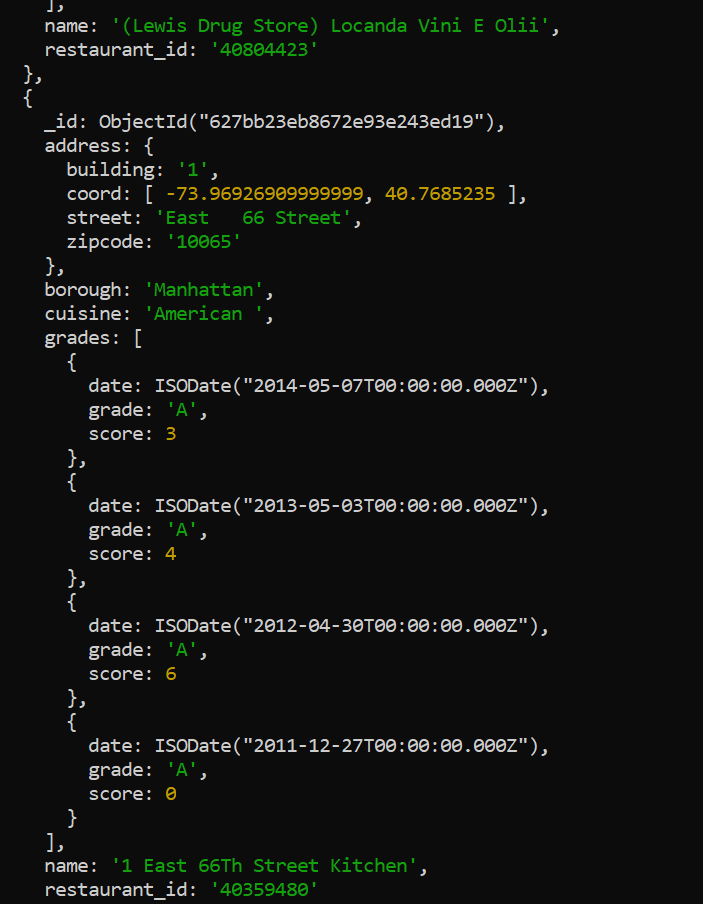 ],
name: '(Lewis Drug Store) Locanda Vini E Olii',
restaurant_id: '40804423'
},
{
_id: ObjectId("627bb23eb8672e93e243ed19"),
address: {
building: '1',
coord: [ -73.96926909999999, 40.7685235 ],
street: 'East   66 Street',
zipcode: '10065'
},
borough: 'Manhattan',
cuisine: 'American ',
grades: [
{
date: ISODate("2014-05-07T00:00:00.000Z"),
grade: 'A',
score: 3
},
{
date: ISODate("2013-05-03T00:00:00.000Z"),
grade: 'A',
score: 4
},
{
date: ISODate("2012-04-30T00:00:00.000Z"),
grade: 'A',
score: 6
},
{
date: ISODate("2011-12-27T00:00:00.000Z"),
grade: 'A',
score: 0
}
],
name: '1 East 66Th Street Kitchen',
restaurant_id: '40359480'